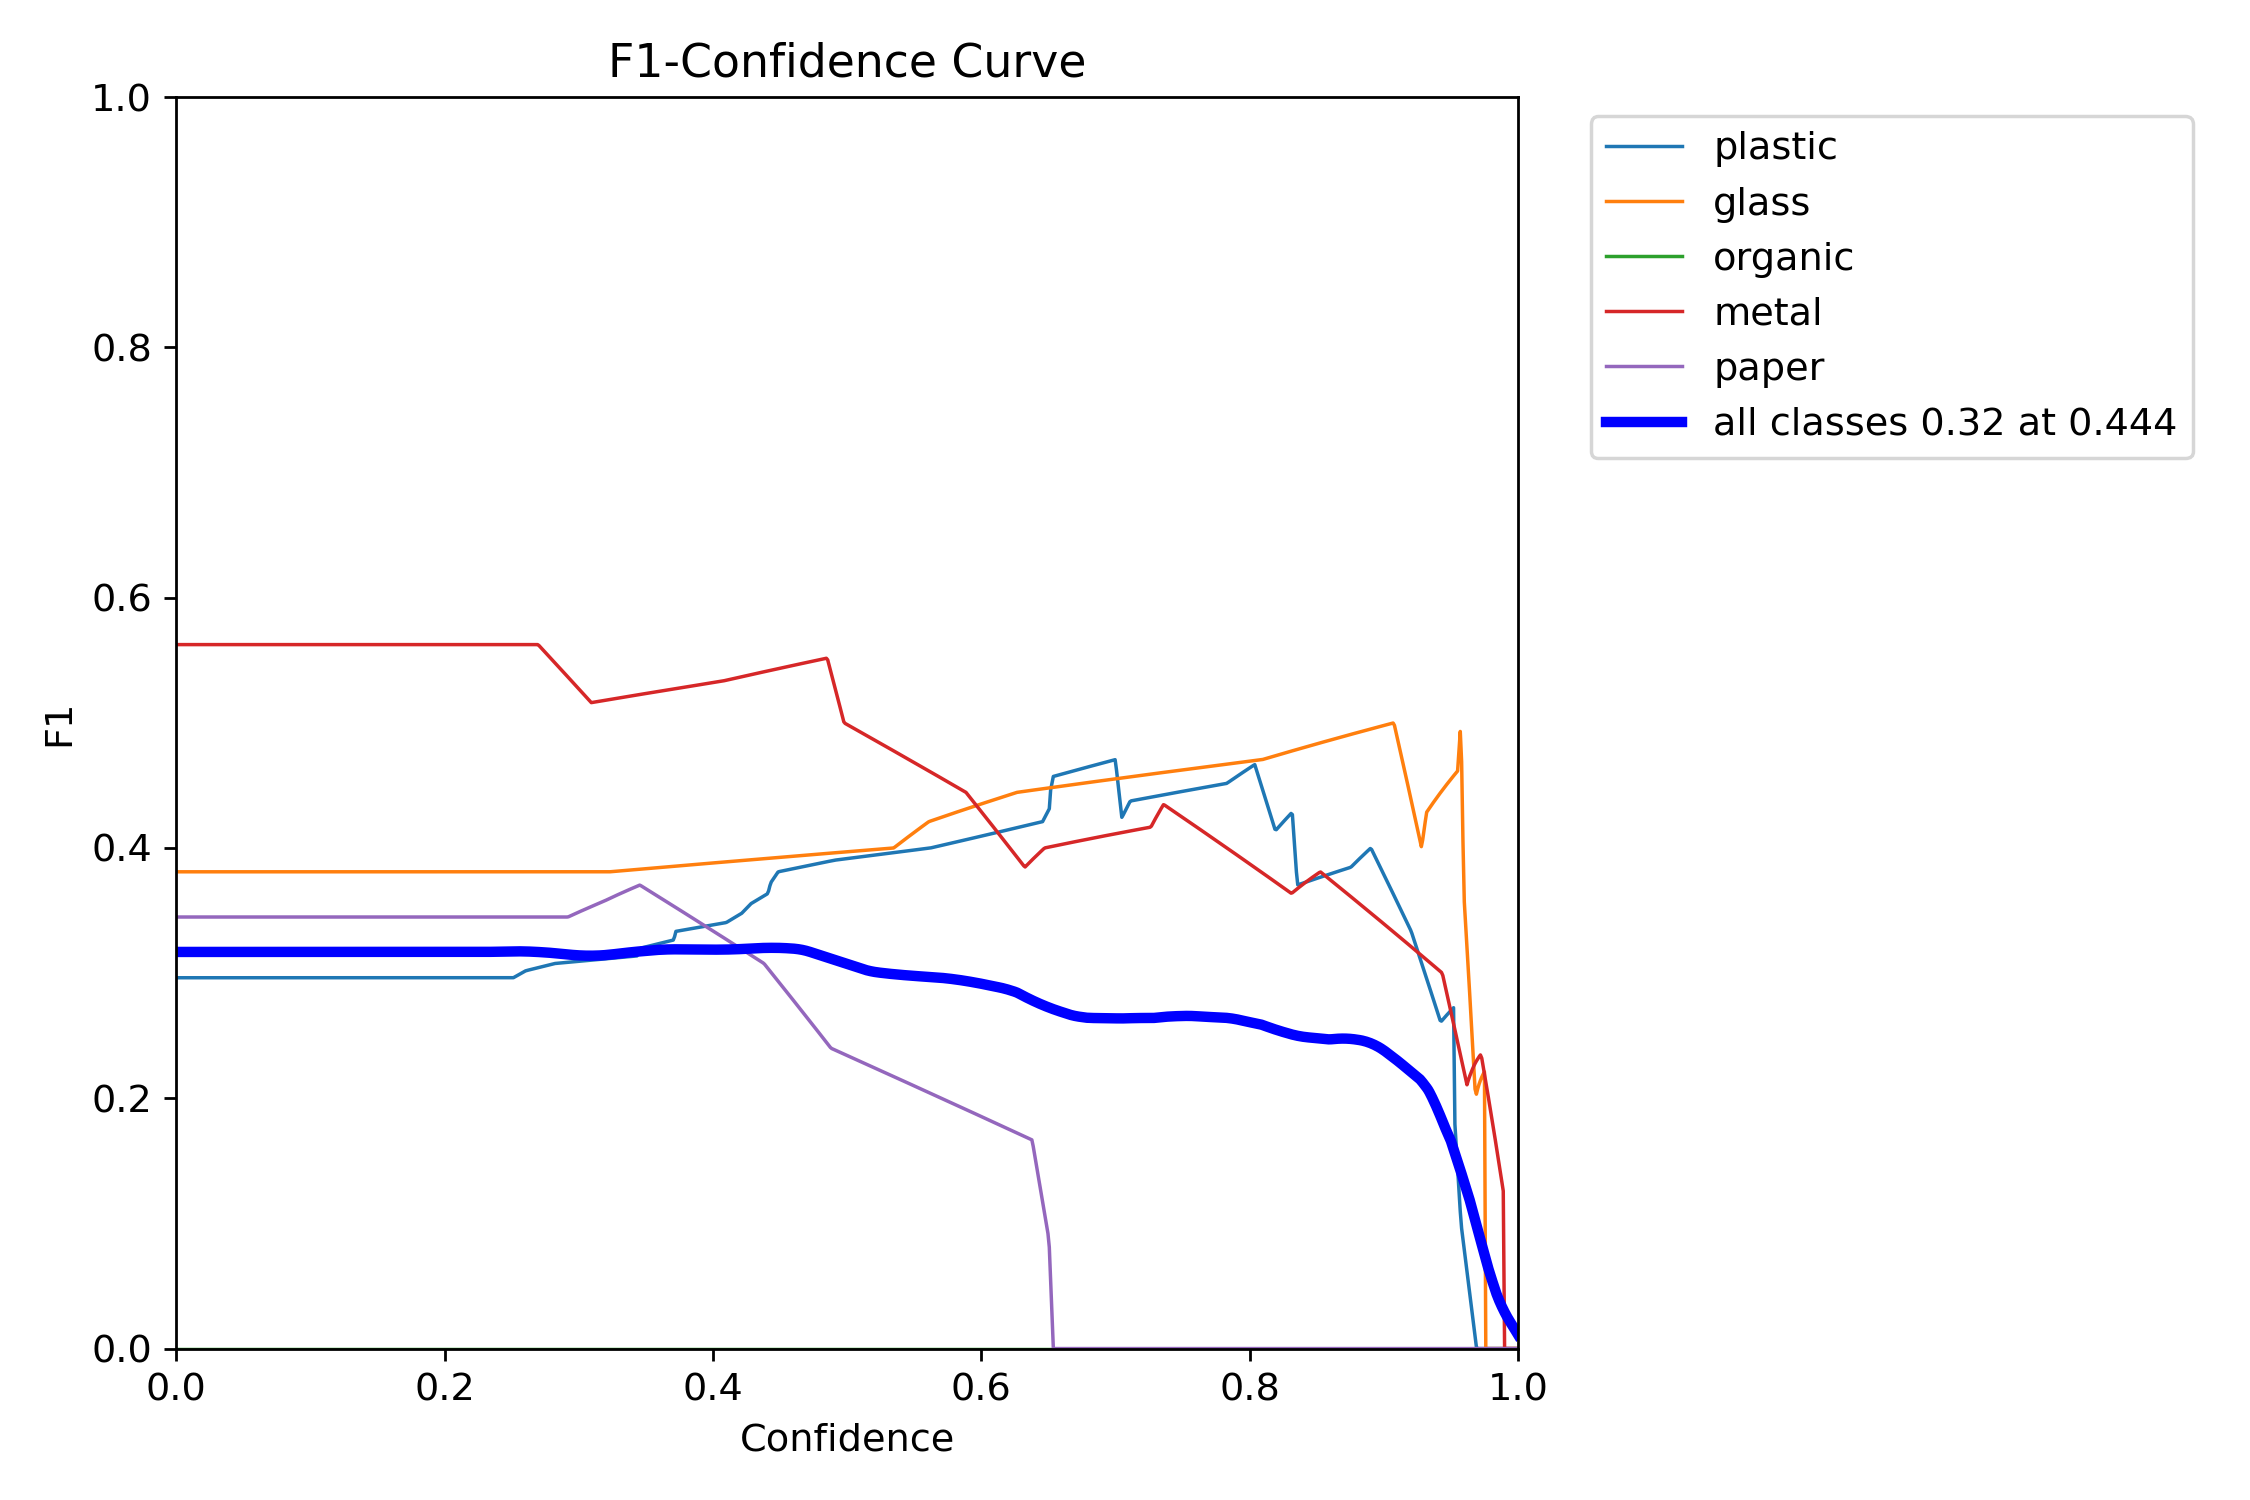 F1-Confidence Curve
1.0
0.8
0.6
0.4
0.2
0.0
F1
0.0 0.2 0.4 0.6 0.8 1.0
Confidence
plastic
glass
organic
metal
paper
all classes 0.32 at 0.444